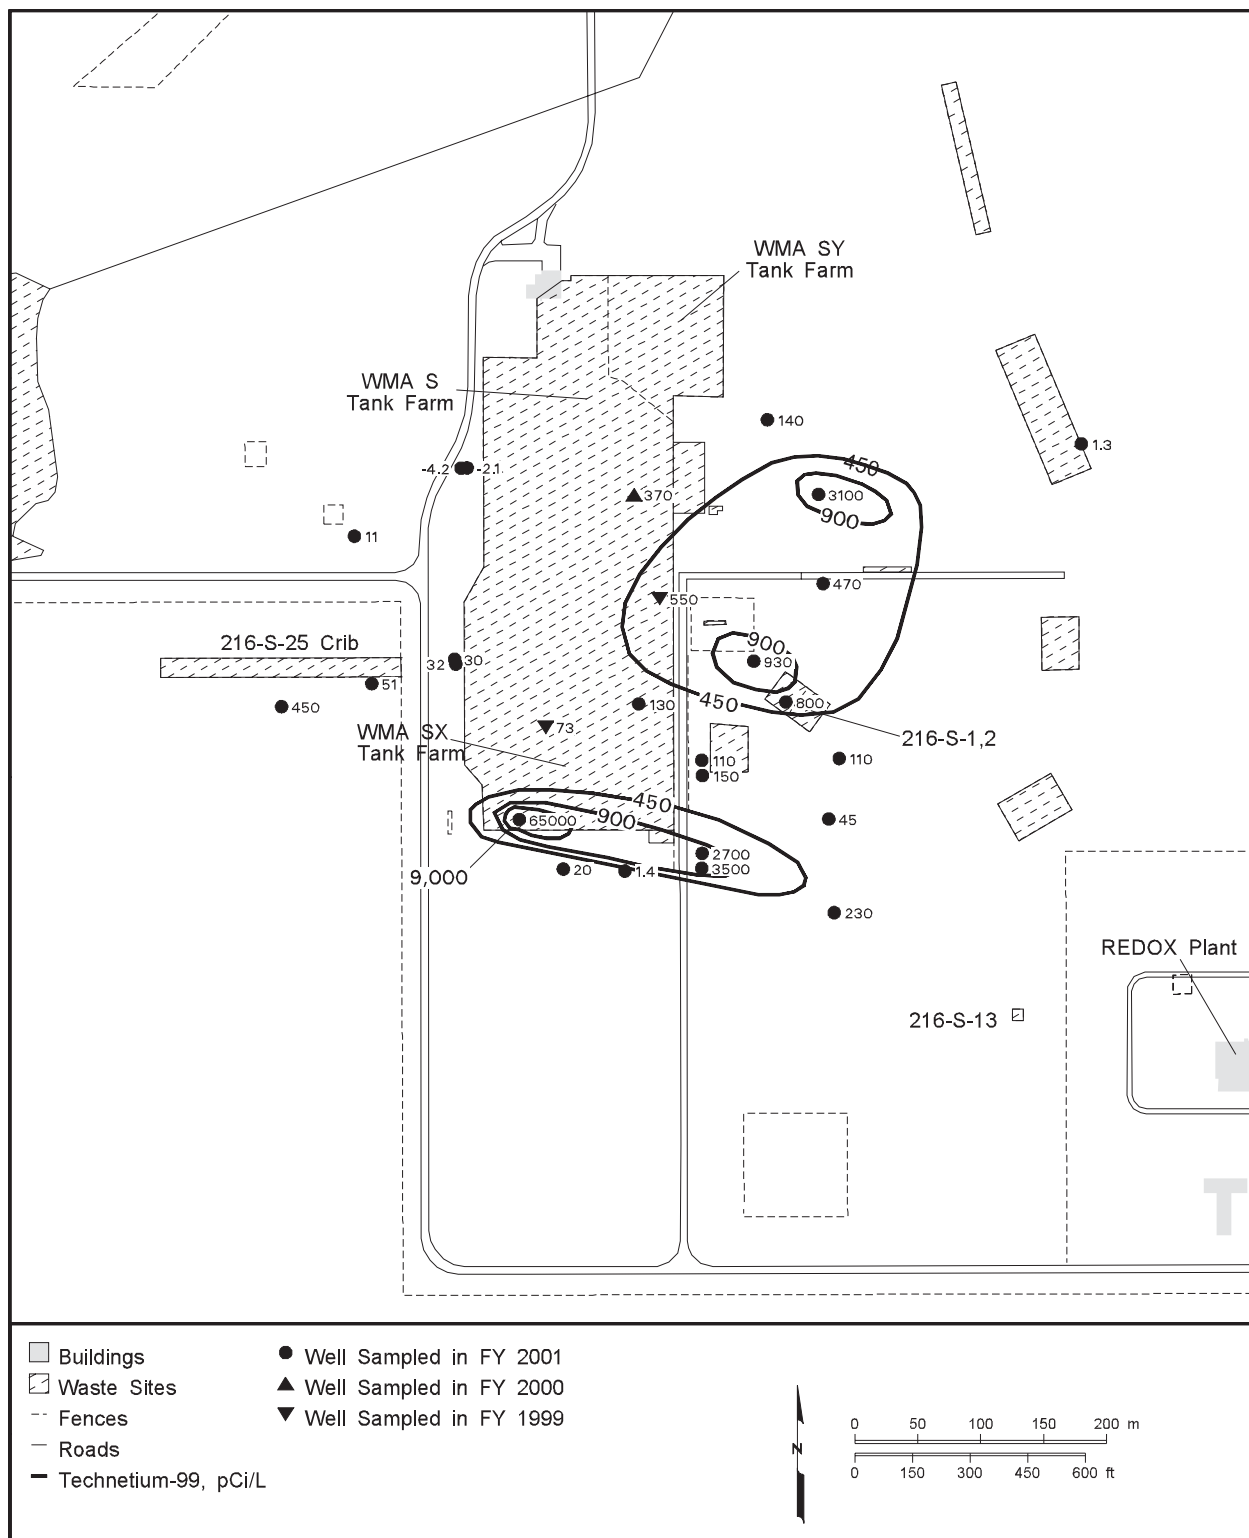 WMA SY
Tank Farm
WMA S
Tank Farm
140
1.3
450
-4.2
-2.1
370
3100
900
11
470
550
216-S-25 Crib
900
32
30
930
51
450
450
130
800
73
WMA SX
Tank Farm
216-S-1,2
110
110
150
450
65000
900
45
2700
3500
9,000
20
1.4
230
REDOX Plant
216-S-13
Buildings
Waste Sites
Fences
Roads
Technetium-99, pCi/L
Well Sampled in FY 2001
Well Sampled in FY 2000
Well Sampled in FY 1999
N
0 50 100 150 200 m
0 150 300 450 600 ft